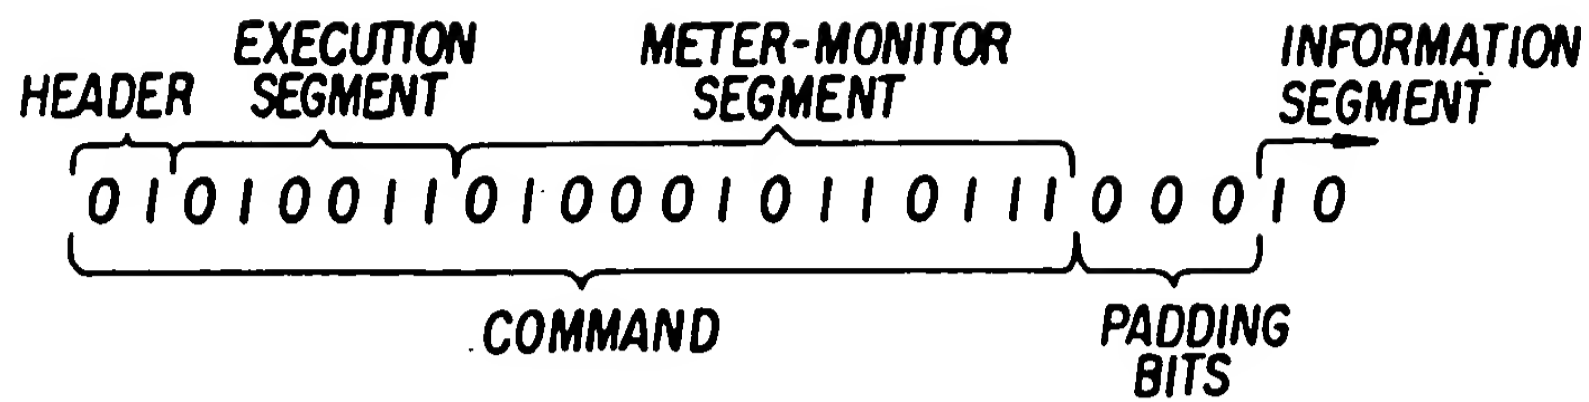 HEADER
EXECUTION
SEGMENT
METER-MONITOR
SEGMENT
INFORMATION
SEGMENT
0 1 0 1 0 0 1 1 0 1 0 0 0 1 0 1 1 0 1 1 1 0 0 0 1 0
COMMAND
PADDING
BITS